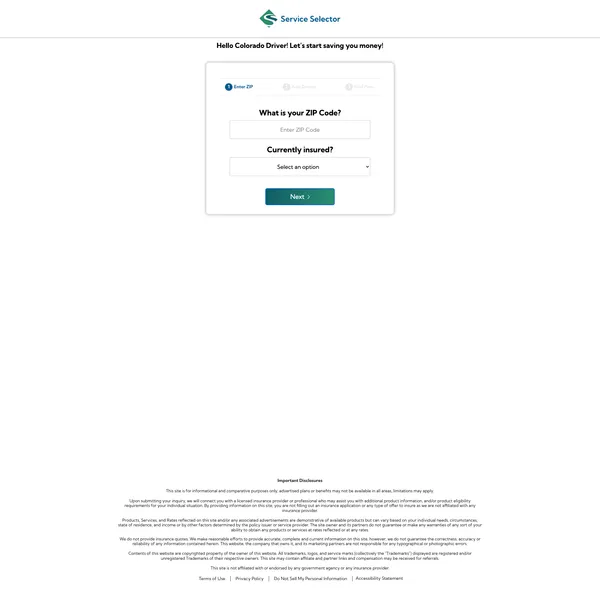 Service Selector
Hello Colorado Driver! Let's start saving you money!
1 Enter ZIP
2
3
What is your ZIP Code?
Enter ZIP Code
Currently insured?
Select an option
Next >
Important Disclosures
This site is for informational and comparative purposes only; advertised plans or benefits may not be available in all areas, limitations may apply.
Upon submitting your inquiry, we will connect you with a licensed insurance provider or professional who may assist you with additional product information, and/or product eligibility
requirements for your individual situation. By providing information on this site, you are not filling out an insurance application or any type of offer to insure as we are not affiliated with any
insurance provider.
Products, Services, and Rates reflected on this site and/or any associated advertisements are demonstrative of available products but can vary based on your individual needs, circumstances,
state of residence, and income or by other factors determined by the policy issuer or service provider. The site owner and its partners do not guarantee or make any warranties of any sort of your
ability to obtain any products or services at rates reflected or at any rates.
We do not provide insurance quotes. We make reasonable efforts to provide accurate, complete and current information on this site, however, we do not guarantee the correctness, accuracy or
reliability of any information contained herein. This website, the company that owns it, and its marketing partners are not responsible for any typographical or photographic errors.
Contents of this website are copyrighted property of the owner of this website. All trademarks, logos, and service marks (collectively the "Trademarks") displayed are registered and/or
unregistered Trademarks of their respective owners. This site may contain affiliate and partner links and compensation may be received for referrals.
This site is not affiliated with or endorsed by any government agency or any insurance provider.
Terms of Use | Privacy Policy | Do Not Sell My Personal Information | Accessibility Statement